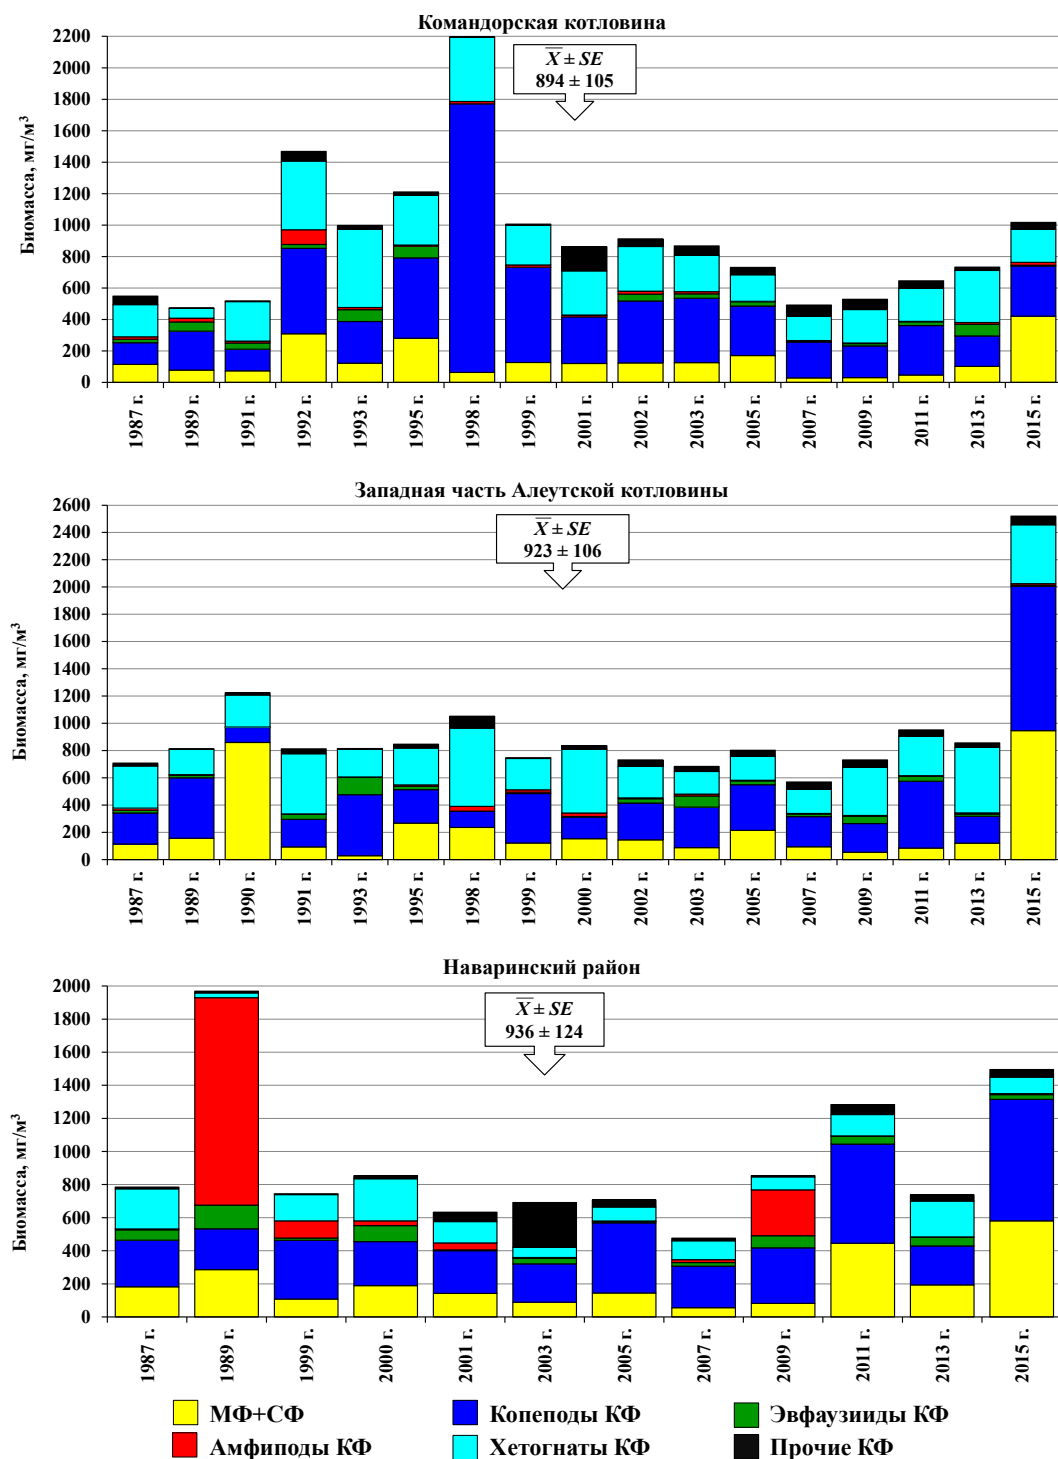 Командорская котловина
Биомасса, мг/м³
2200
2000
1800
1600
1400
1200
1000
800
600
400
200
0
X̅ ± SE
894 ± 105
1987 г.
1989 г.
1991 г.
1992 г.
1993 г.
1995 г.
1998 г.
1999 г.
2001 г.
2002 г.
2003 г.
2005 г.
2007 г.
2009 г.
2011 г.
2013 г.
2015 г.
Западная часть Алеутской котловины
Биомасса, мг/м³
2600
2400
2200
2000
1800
1600
1400
1200
1000
800
600
400
200
0
X̅ ± SE
923 ± 106
1987 г.
1989 г.
1990 г.
1991 г.
1993 г.
1995 г.
1998 г.
1999 г.
2000 г.
2002 г.
2003 г.
2005 г.
2007 г.
2009 г.
2011 г.
2013 г.
2015 г.
Наваринский район
Биомасса, мг/м³
2000
1800
1600
1400
1200
1000
800
600
400
200
0
X̅ ± SE
936 ± 124
1987 г.
1989 г.
1999 г.
2000 г.
2001 г.
2003 г.
2005 г.
2007 г.
2009 г.
2011 г.
2013 г.
2015 г.
МФ+СФ
Копеподы КФ
Эвфаузииды КФ
Амфиподы КФ
Хетогнаты КФ
Прочие КФ